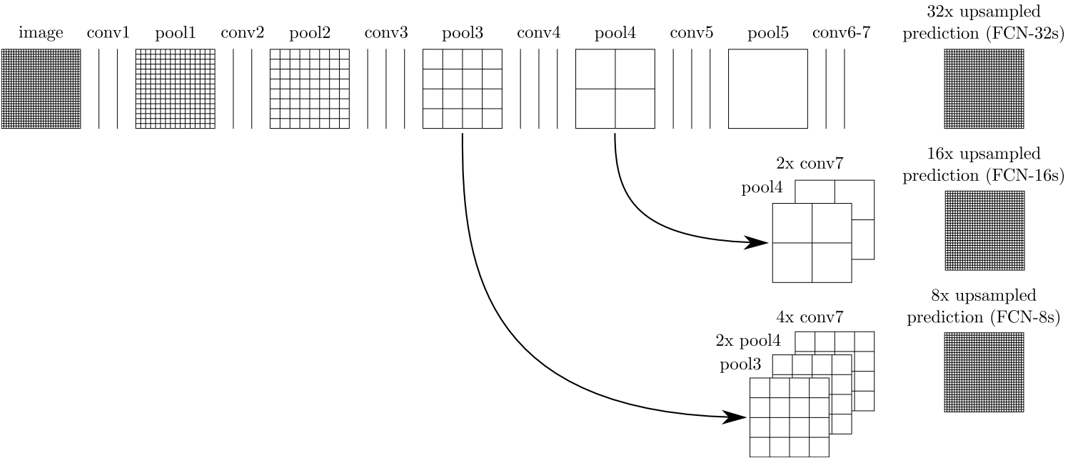 image conv1 pool1 conv2 pool2 conv3 pool3 conv4 pool4 conv5 pool5 conv6-7
32x upsampled
prediction (FCN-32s)
2x conv7
pool4
16x upsampled
prediction (FCN-16s)
4x conv7
2x pool4
pool3
8x upsampled
prediction (FCN-8s)